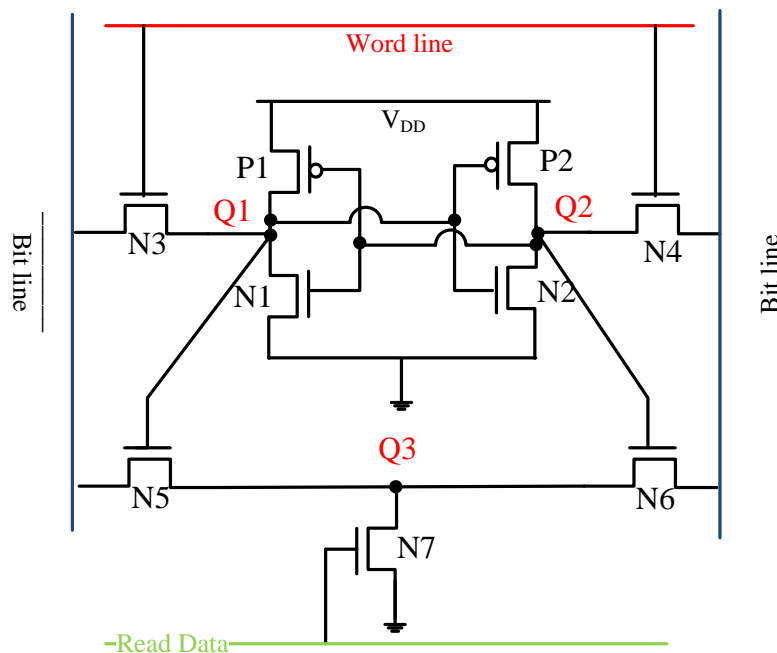 Word line
V_DD
P1
P2
Q1
Q2
N3
N4
Bit line
Bit line
N1
N2
Q3
N5
N6
N7
Read Data